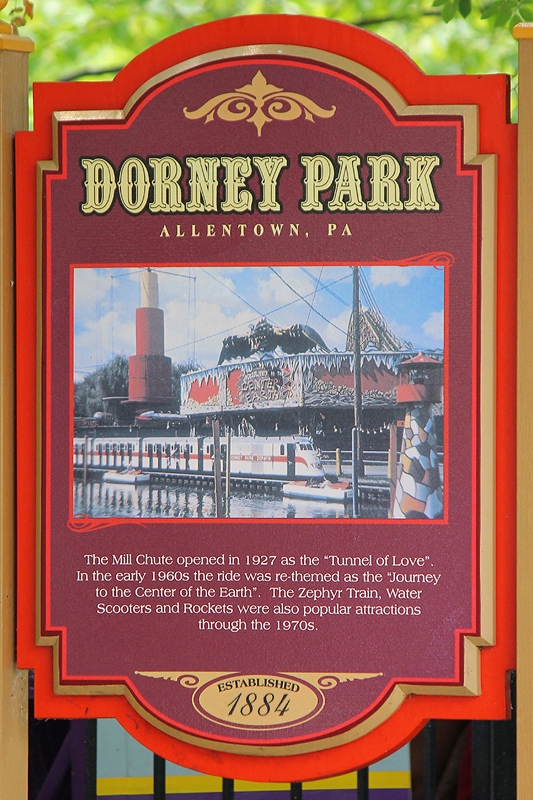 DORNEY PARK
ALLENTOWN, PA
CENTER
EARTH
The Mill Chute opened in 1927 as the “Tunnel of Love”.
In the early 1960s the ride was re-themed as the “Journey
to the Center of the Earth”. The Zephyr Train, Water
Scooters and Rockets were also popular attractions
through the 1970s.
ESTABLISHED
1884